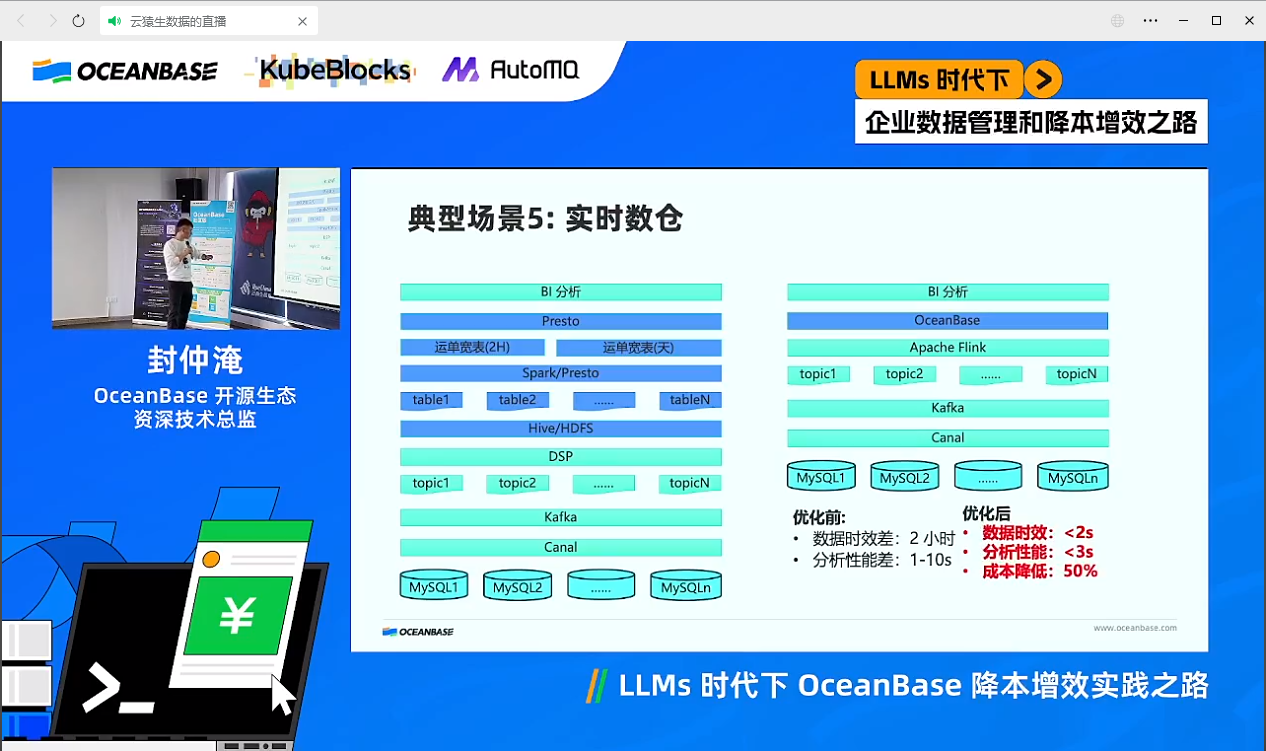 云猿生数据的直播
OCEANBASE
KubeBlocks
AutoMQ
LLMs 时代下
企业数据管理和降本增效之路
封仲淹
OceanBase 开源生态
资深技术总监
典型场景5: 实时数仓
BI 分析
Presto
运单宽表(2H) 运单宽表(天)
Spark/Presto
table1 table2 ...... tableN
Hive/HDFS
DSP
topic1 topic2 ...... topicN
Kafka
Canal
MySQL1 MySQL2 ...... MySQLn
BI 分析
OceanBase
Apache Flink
topic1 topic2 ...... topicN
Kafka
Canal
MySQL1 MySQL2 ...... MySQLn
优化前:
• 数据时效差: 2 小时
• 分析性能差: 1-10s
优化后
• 数据时效: <2s
• 分析性能: <3s
• 成本降低: 50%
OCEANBASE
www.oceanbase.com
¥
>_
LLMs 时代下 OceanBase 降本增效实践之路